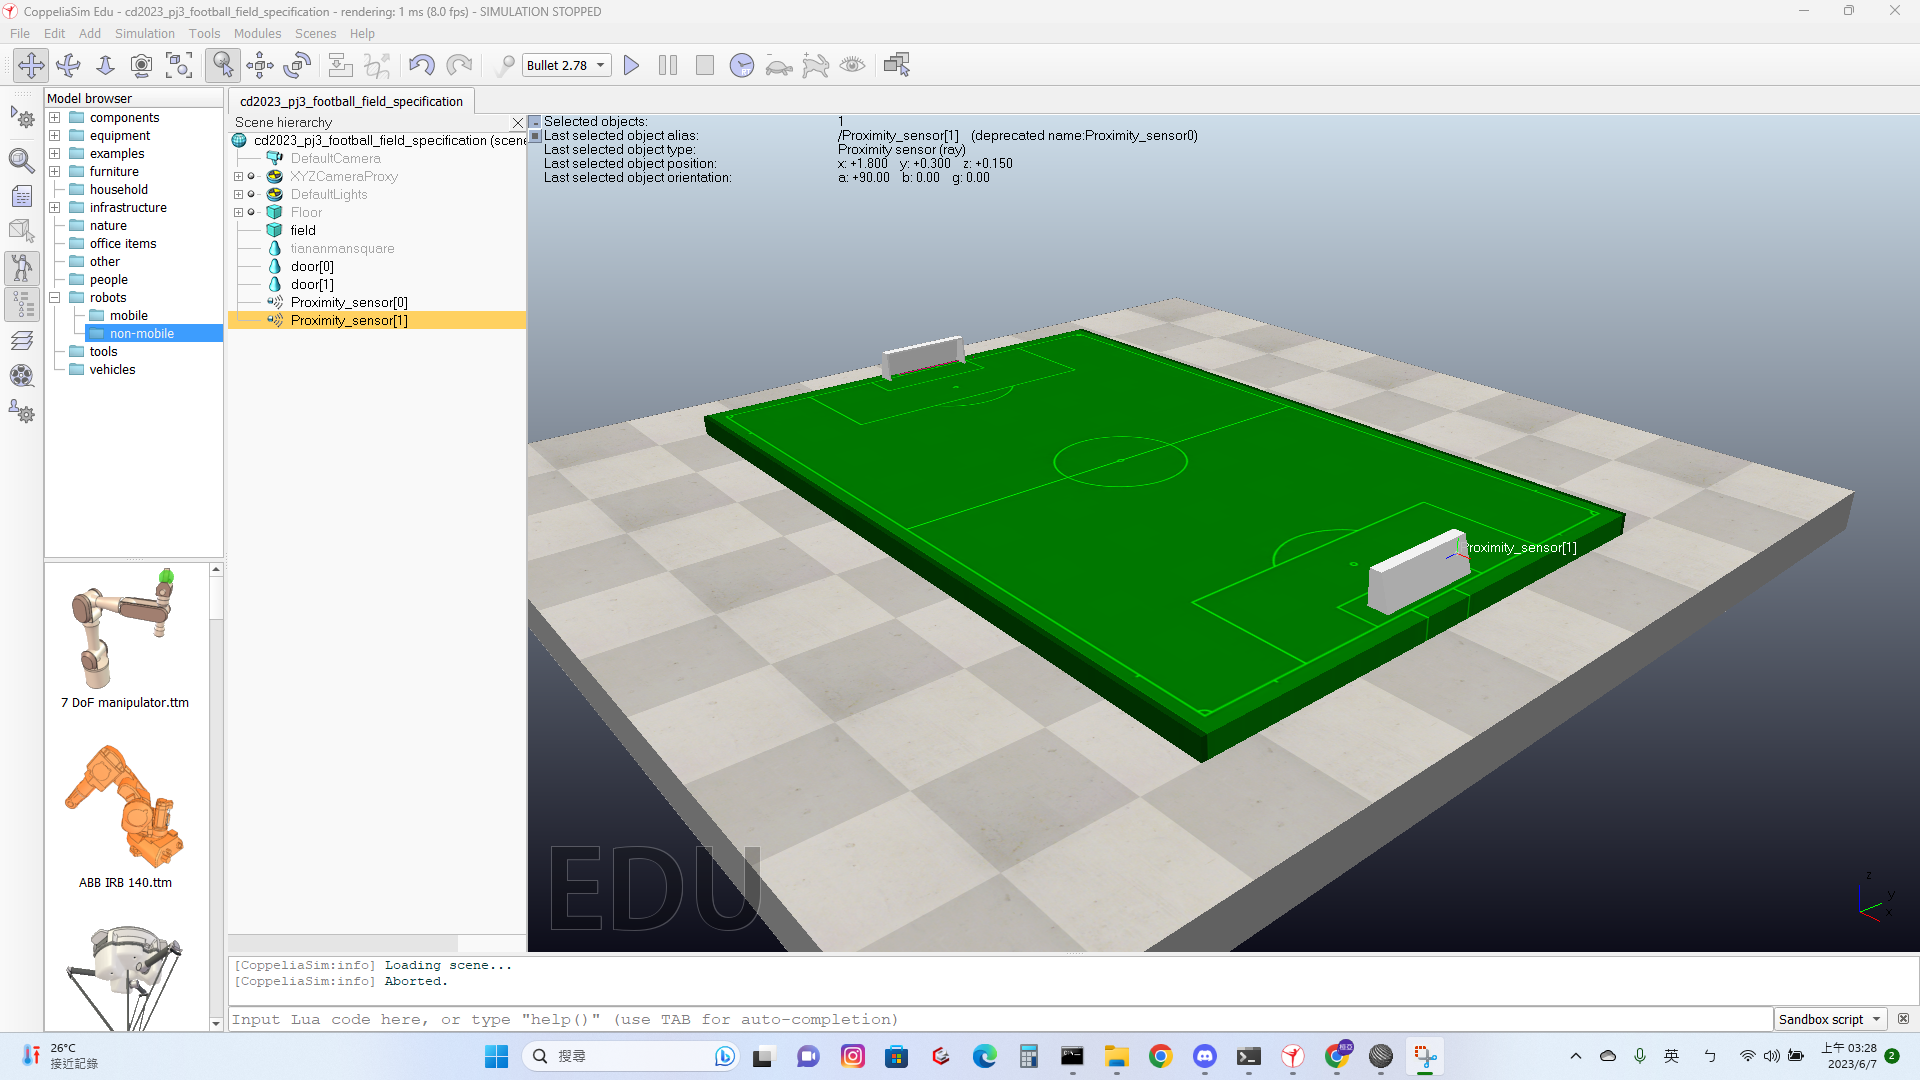 CoppeliaSim Edu - cd2023_pj3_football_field_specification - rendering: 1 ms (8.0 fps) - SIMULATION STOPPED
File Edit Add Simulation Tools Modules Scenes Help
Bullet 2.78
Model browser
components
equipment
examples
furniture
household
infrastructure
nature
office items
other
people
robots
mobile
non-mobile
tools
vehicles
7 DoF manipulator.ttm
ABB IRB 140.ttm
cd2023_pj3_football_field_specification
Scene hierarchy
cd2023_pj3_football_field_specification (scene
DefaultCamera
XYZCameraProxy
DefaultLights
Floor
field
tiananmansquare
door[0]
door[1]
Proximity_sensor[0]
Proximity_sensor[1]
Selected objects: 1
Last selected object alias: /Proximity_sensor[1] (deprecated name:Proximity_sensor0)
Last selected object type: Proximity sensor (ray)
Last selected object position: x: +1.800 y: +0.300 z: +0.150
Last selected object orientation: a: +90.00 b: 0.00 g: 0.00
Proximity_sensor[1]
EDU
z
y
x
[CoppeliaSim:info] Loading scene...
[CoppeliaSim:info] Aborted.
Input Lua code here, or type "help()" (use TAB for auto-completion)
Sandbox script
26°C
接近記錄
搜尋
英
ㄅ
上午 03:28
2023/6/7
2